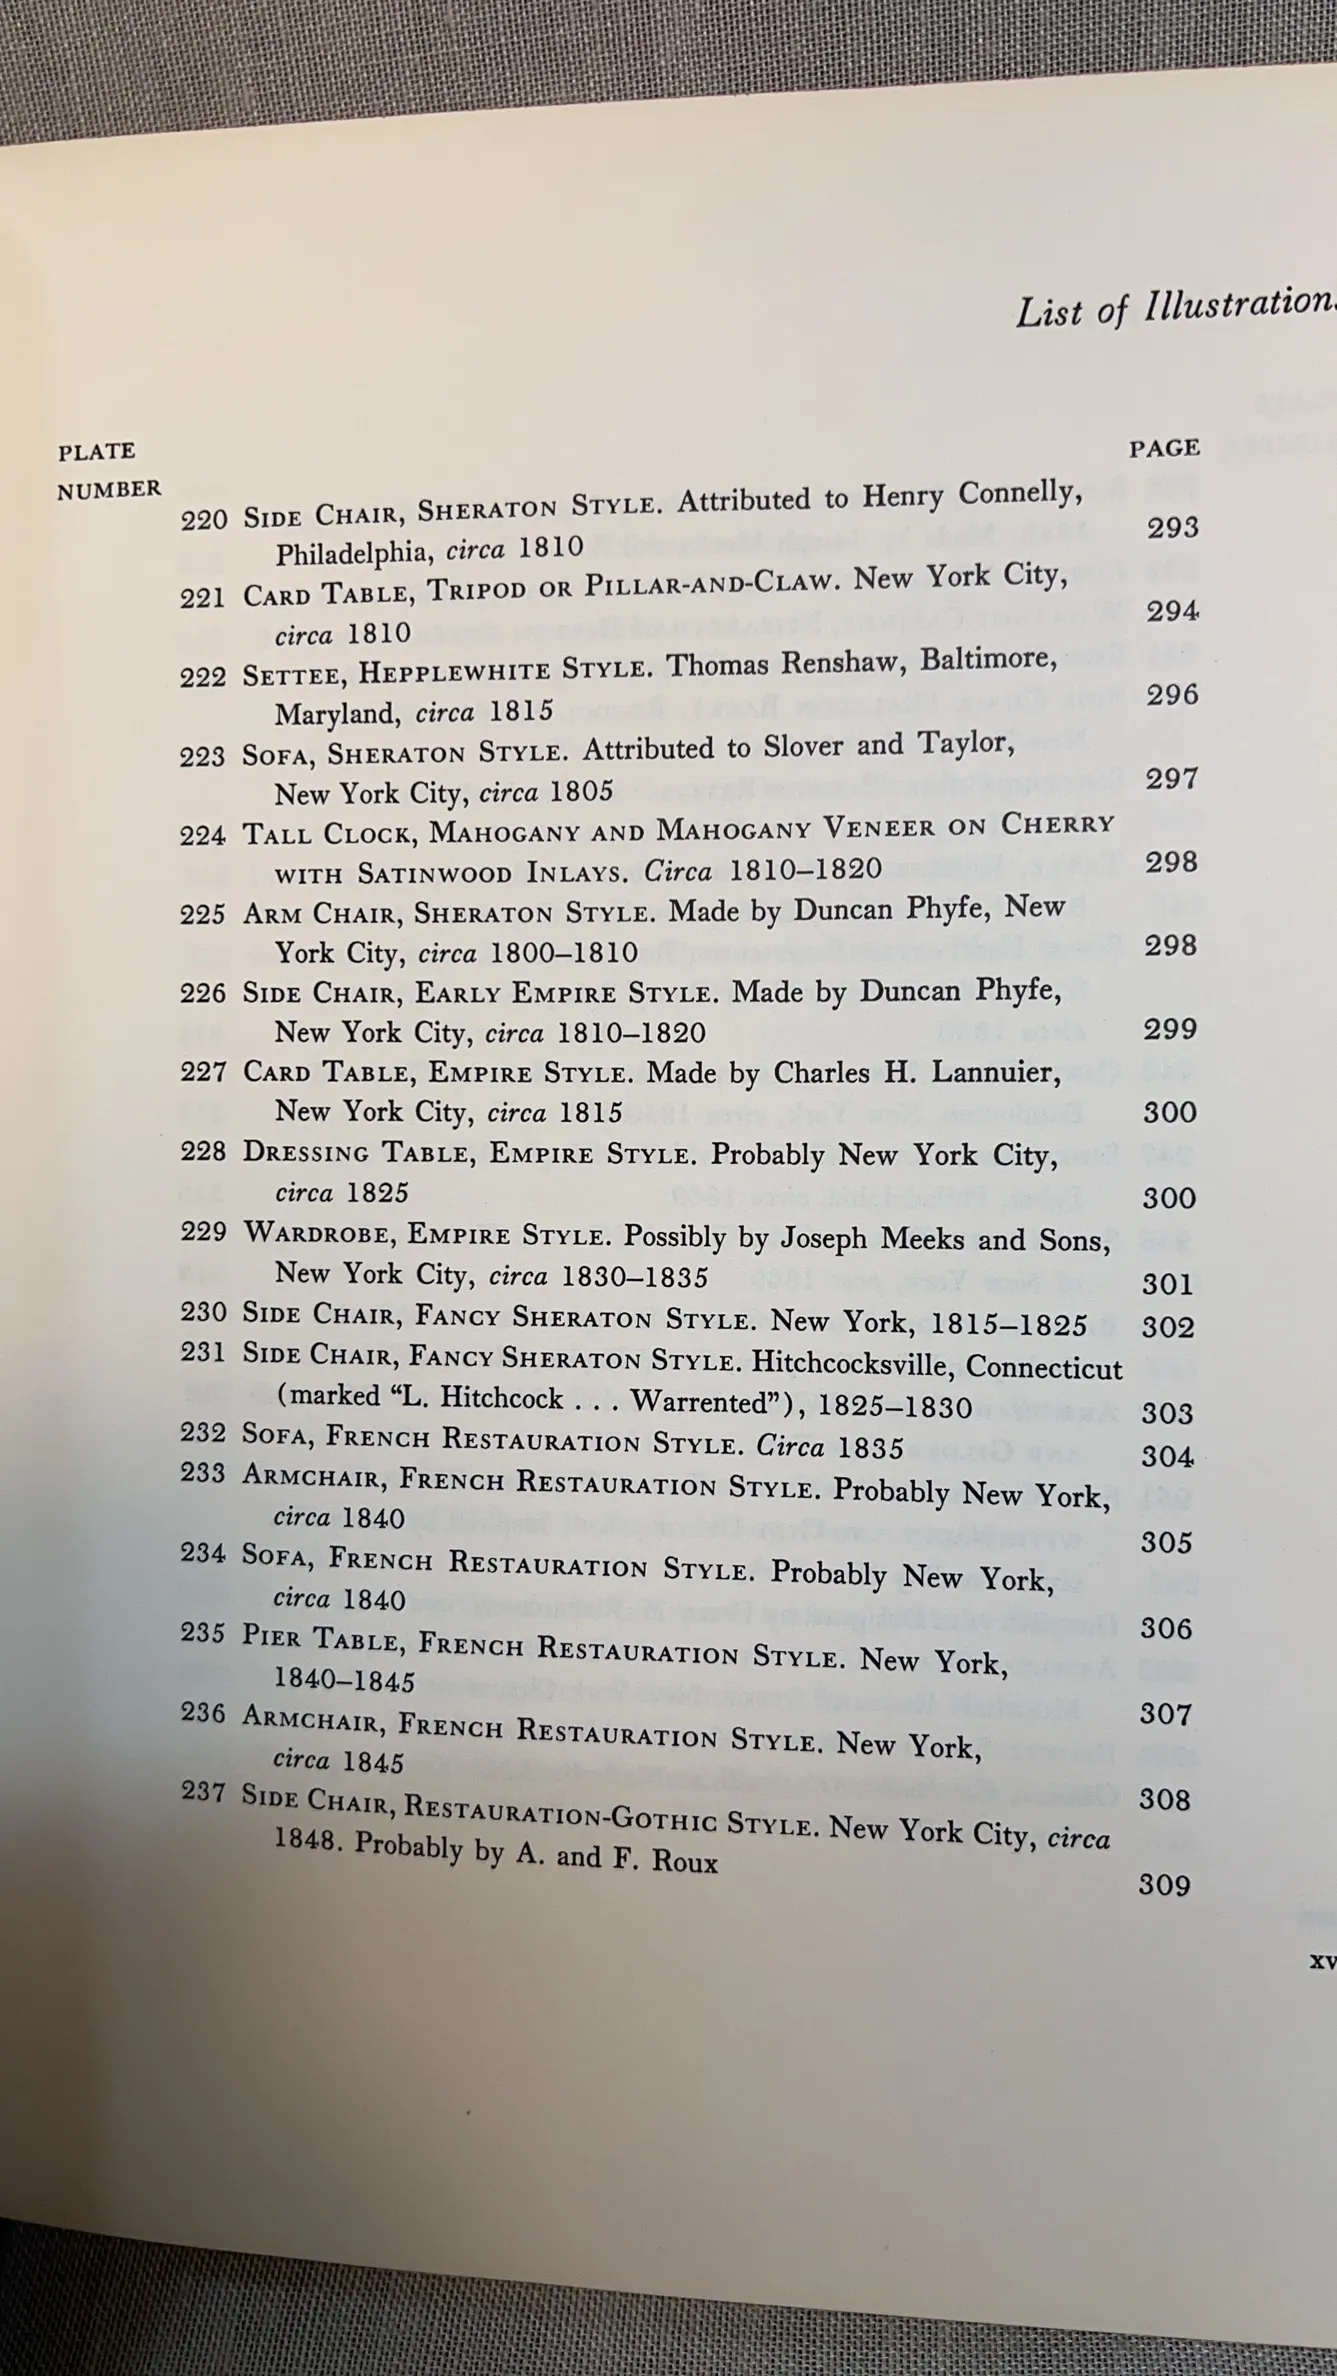 List of Illustrations
PLATE
NUMBER
PAGE
220 SIDE CHAIR, SHERATON STYLE. Attributed to Henry Connelly,
Philadelphia, circa 1810 293
221 CARD TABLE, TRIPOD OR PILLAR-AND-CLAW. New York City,
circa 1810 294
222 SETTEE, HEPPLEWHITE STYLE. Thomas Renshaw, Baltimore,
Maryland, circa 1815 296
223 SOFA, SHERATON STYLE. Attributed to Slover and Taylor,
New York City, circa 1805 297
224 TALL CLOCK, MAHOGANY AND MAHOGANY VENEER ON CHERRY
WITH SATINWOOD INLAYS. Circa 1810–1820 298
225 ARM CHAIR, SHERATON STYLE. Made by Duncan Phyfe, New
York City, circa 1800–1810 298
226 SIDE CHAIR, EARLY EMPIRE STYLE. Made by Duncan Phyfe,
New York City, circa 1810–1820 299
227 CARD TABLE, EMPIRE STYLE. Made by Charles H. Lannuier,
New York City, circa 1815 300
228 DRESSING TABLE, EMPIRE STYLE. Probably New York City,
circa 1825 300
229 WARDROBE, EMPIRE STYLE. Possibly by Joseph Meeks and Sons,
New York City, circa 1830–1835 301
230 SIDE CHAIR, FANCY SHERATON STYLE. New York, 1815–1825 302
231 SIDE CHAIR, FANCY SHERATON STYLE. Hitchcocksville, Connecticut
(marked “L. Hitchcock . . . Warrented”), 1825–1830 303
232 SOFA, FRENCH RESTAURATION STYLE. Circa 1835 304
233 ARMCHAIR, FRENCH RESTAURATION STYLE. Probably New York,
circa 1840 305
234 SOFA, FRENCH RESTAURATION STYLE. Probably New York,
circa 1840 306
235 PIER TABLE, FRENCH RESTAURATION STYLE. New York,
1840–1845 307
236 ARMCHAIR, FRENCH RESTAURATION STYLE. New York,
circa 1845 308
237 SIDE CHAIR, RESTAURATION-GOTHIC STYLE. New York City, circa
1848. Probably by A. and F. Roux 309